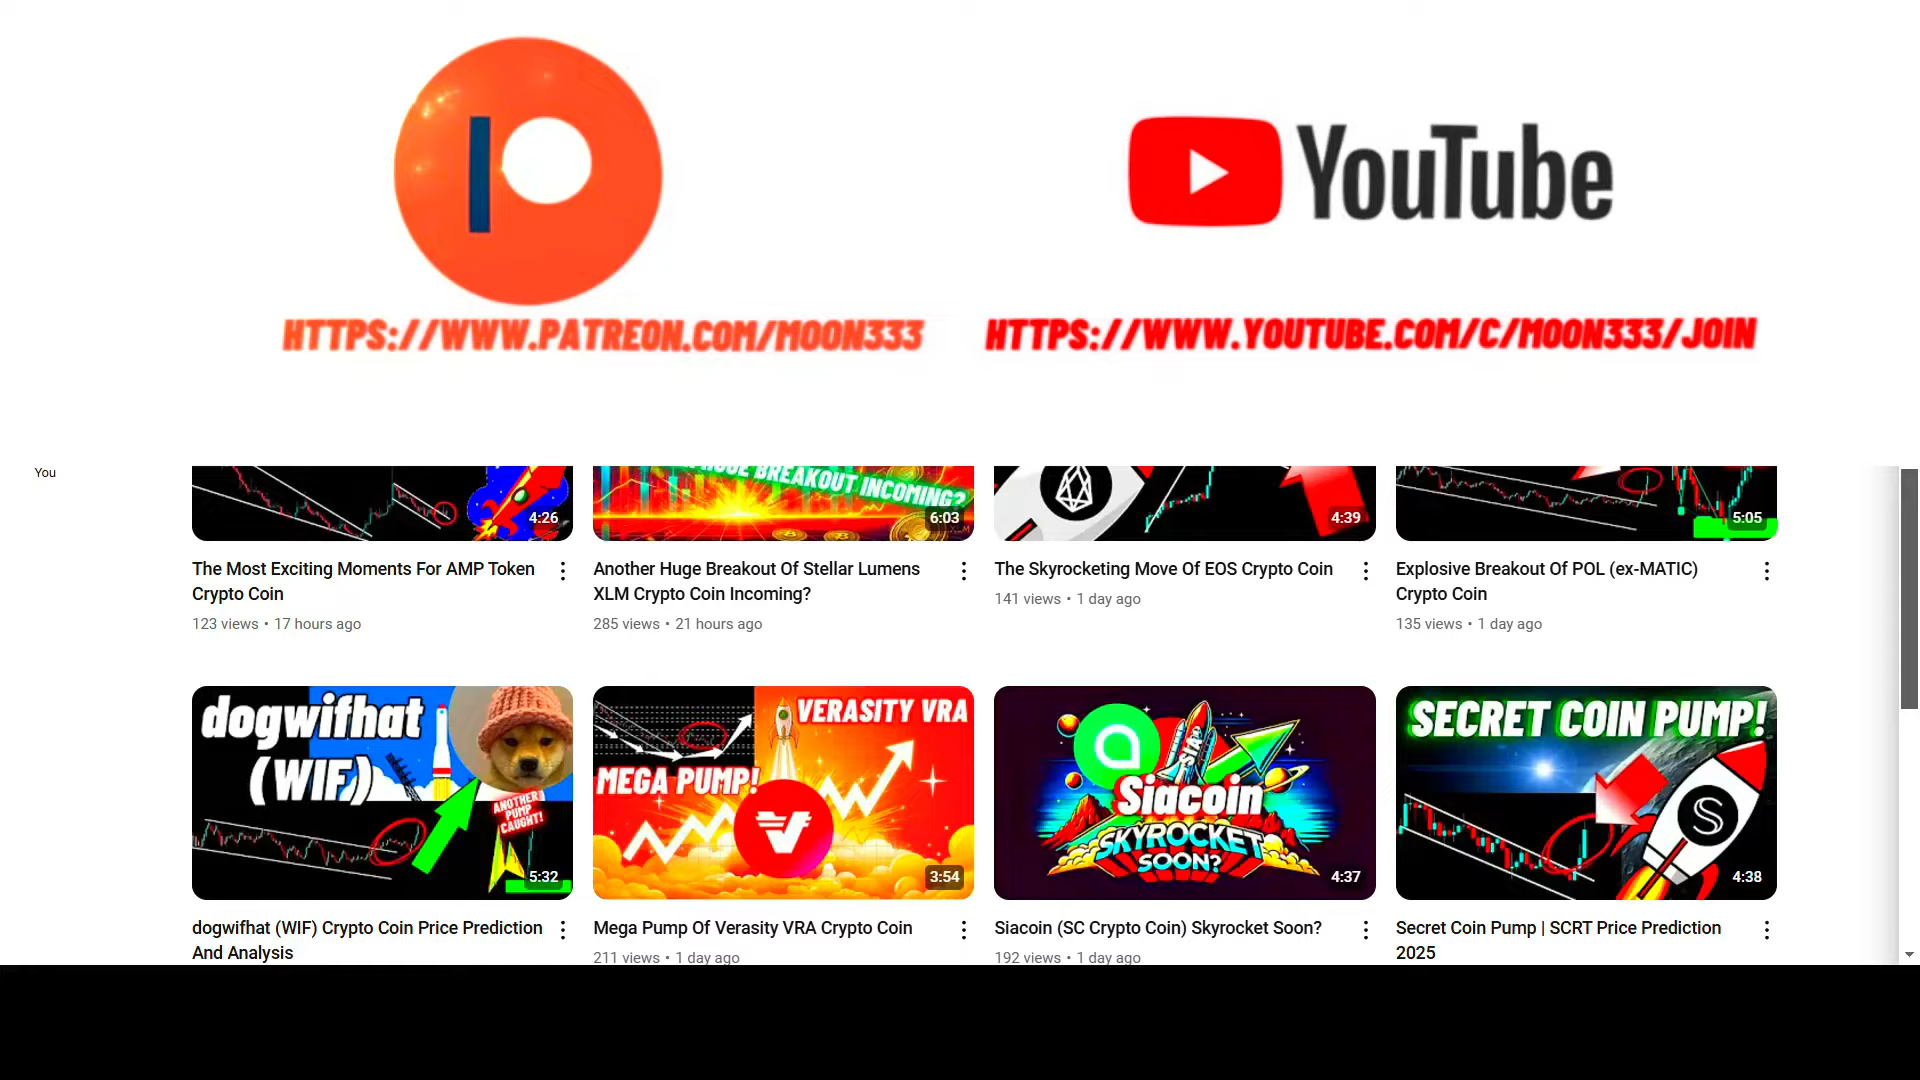 YouTube
HTTPS://WWW.PATREON.COM/MOON333
HTTPS://WWW.YOUTUBE.COM/C/MOON333/JOIN
You
4:26
HUGE BREAKOUT INCOMING?
6:03
4:39
5:05
The Most Exciting Moments For AMP Token
Crypto Coin
123 views • 17 hours ago
Another Huge Breakout Of Stellar Lumens
XLM Crypto Coin Incoming?
285 views • 21 hours ago
The Skyrocketing Move Of EOS Crypto Coin
141 views • 1 day ago
Explosive Breakout Of POL (ex-MATIC)
Crypto Coin
135 views • 1 day ago
dogwifhat
(WIF)
ANOTHER
PUMP
CAUGHT!
5:32
VERASITY VRA
MEGA PUMP!
3:54
Siacoin
SKYROCKET
SOON?
4:37
SECRET COIN PUMP!
4:38
dogwifhat (WIF) Crypto Coin Price Prediction
And Analysis
Mega Pump Of Verasity VRA Crypto Coin
211 views • 1 day ago
Siacoin (SC Crypto Coin) Skyrocket Soon?
192 views • 1 day ago
Secret Coin Pump | SCRT Price Prediction
2025